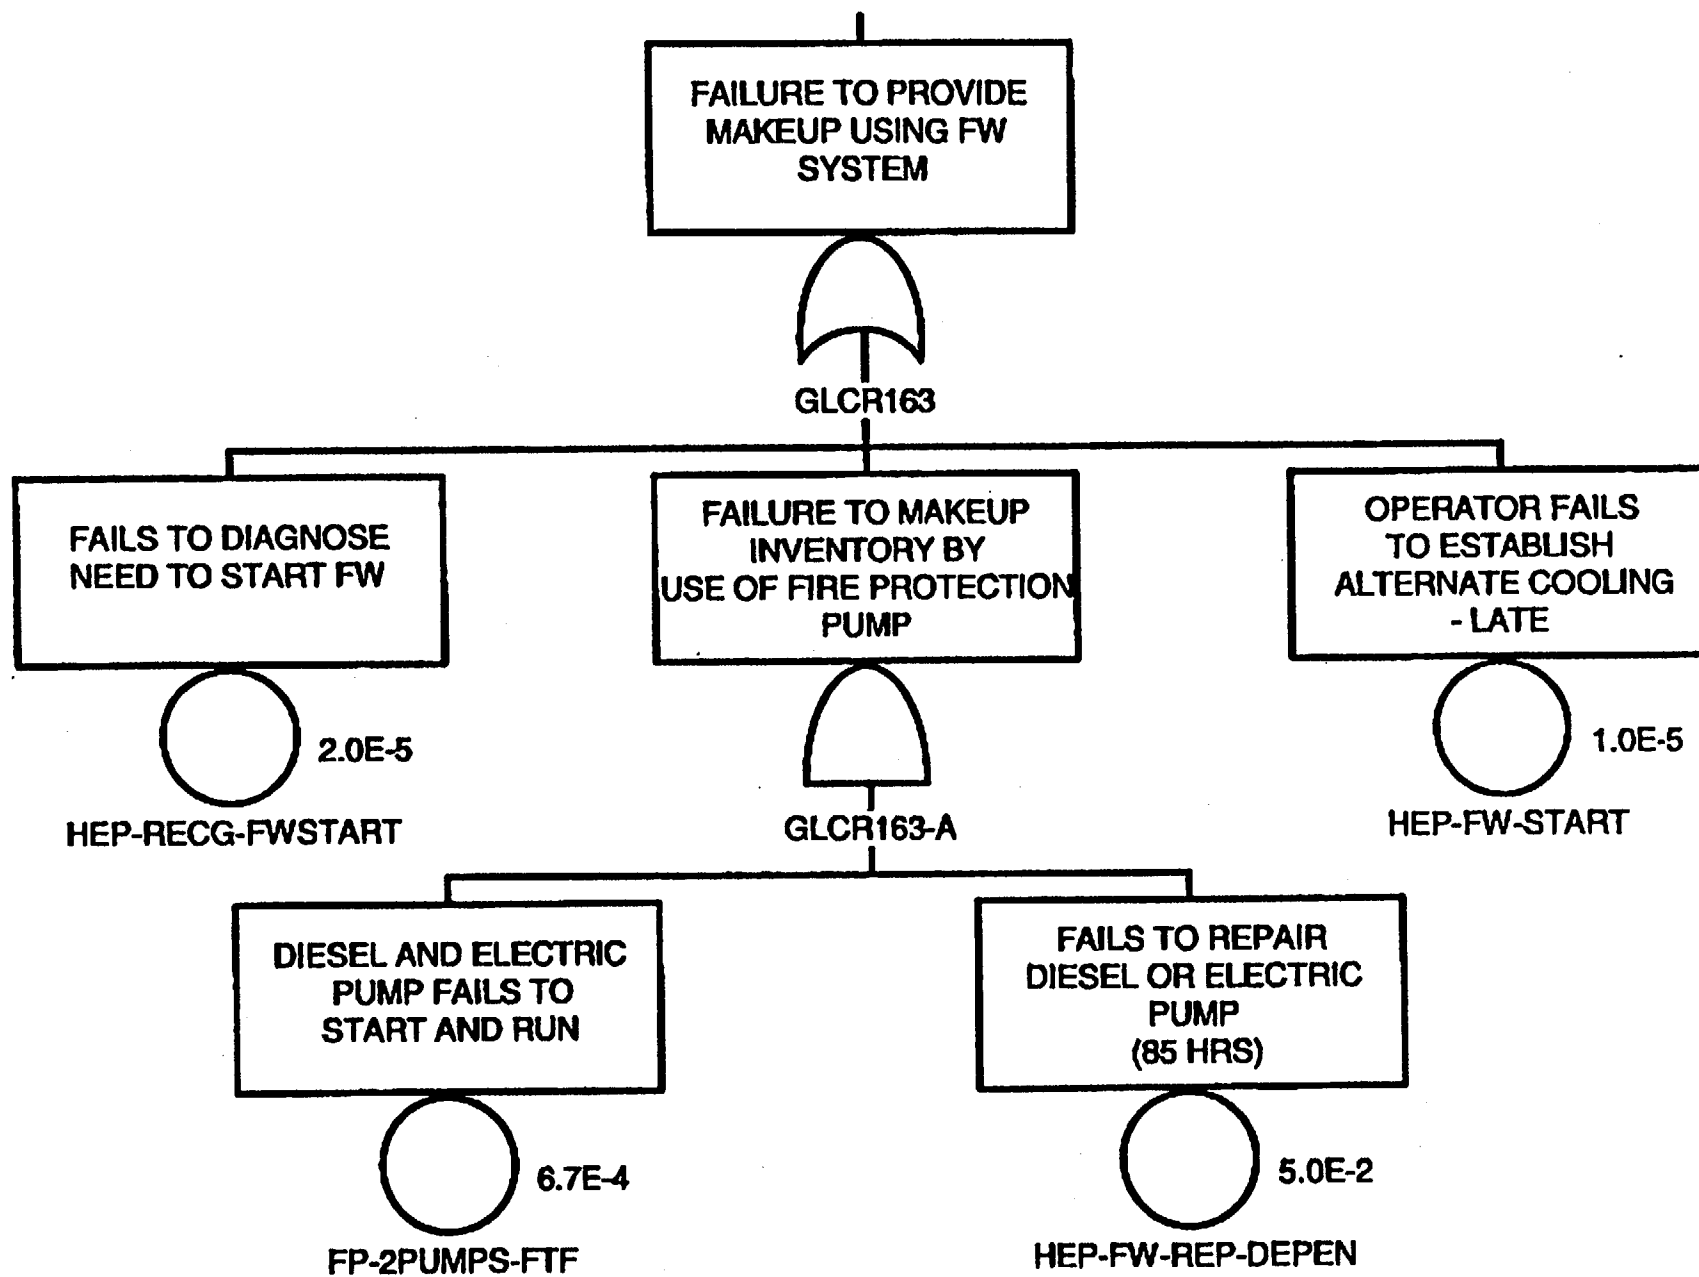 FAILURE TO PROVIDE
MAKEUP USING FW
SYSTEM
GLCR163
FAILS TO DIAGNOSE
NEED TO START FW
2.0E-5
HEP-RECG-FWSTART
FAILURE TO MAKEUP
INVENTORY BY
USE OF FIRE PROTECTION
PUMP
GLCR163-A
OPERATOR FAILS
TO ESTABLISH
ALTERNATE COOLING
- LATE
1.0E-5
HEP-FW-START
DIESEL AND ELECTRIC
PUMP FAILS TO
START AND RUN
6.7E-4
FP-2PUMPS-FTF
FAILS TO REPAIR
DIESEL OR ELECTRIC
PUMP
(85 HRS)
5.0E-2
HEP-FW-REP-DEPEN